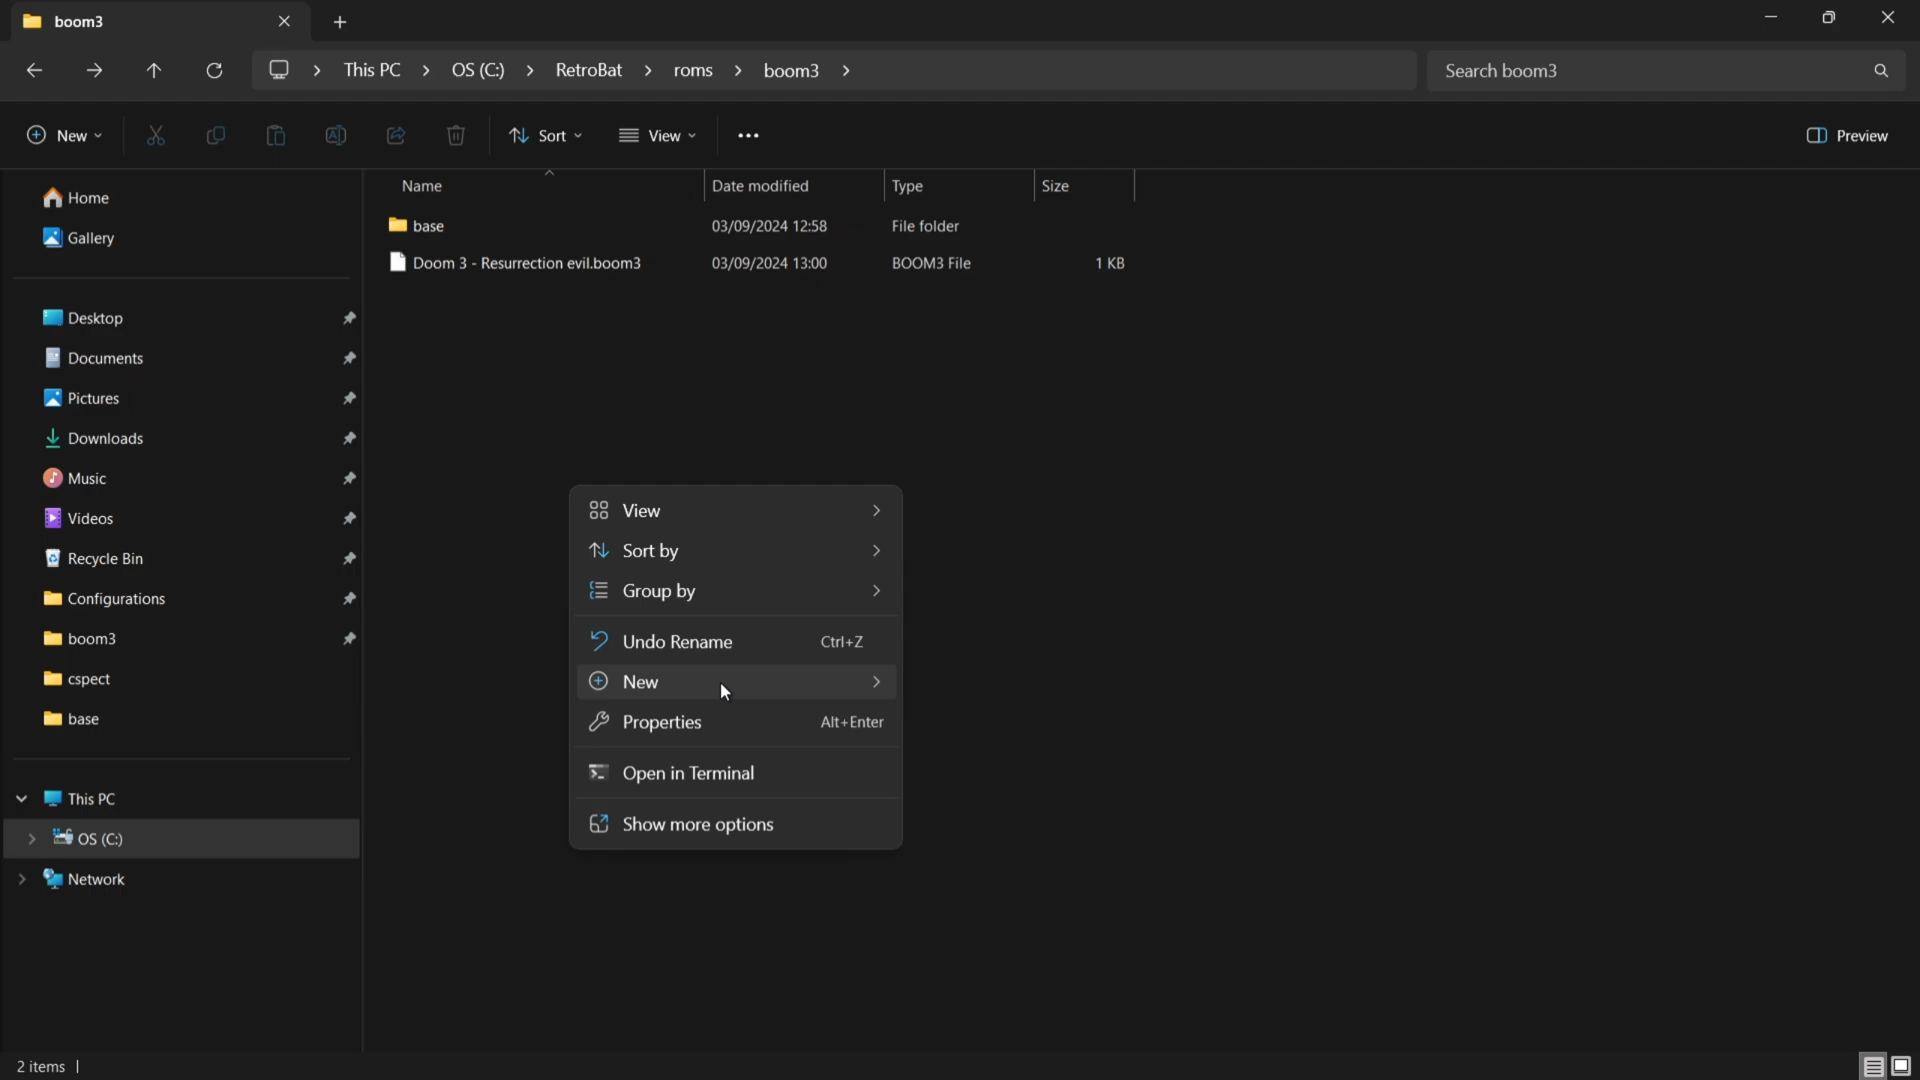 boom3
This PC OS (C:) RetroBat roms boom3
Search boom3
New Sort View Preview
Name Date modified Type Size
base 03/09/2024 12:58 File folder
Doom 3 - Resurrection evil.boom3 03/09/2024 13:00 BOOM3 File 1 KB
Home
Gallery
Desktop
Documents
Pictures
Downloads
Music
Videos
Recycle Bin
Configurations
boom3
cspect
base
This PC
OS (C:)
Network
View
Sort by
Group by
Undo Rename Ctrl+Z
New
Properties Alt+Enter
Open in Terminal
Show more options
2 items